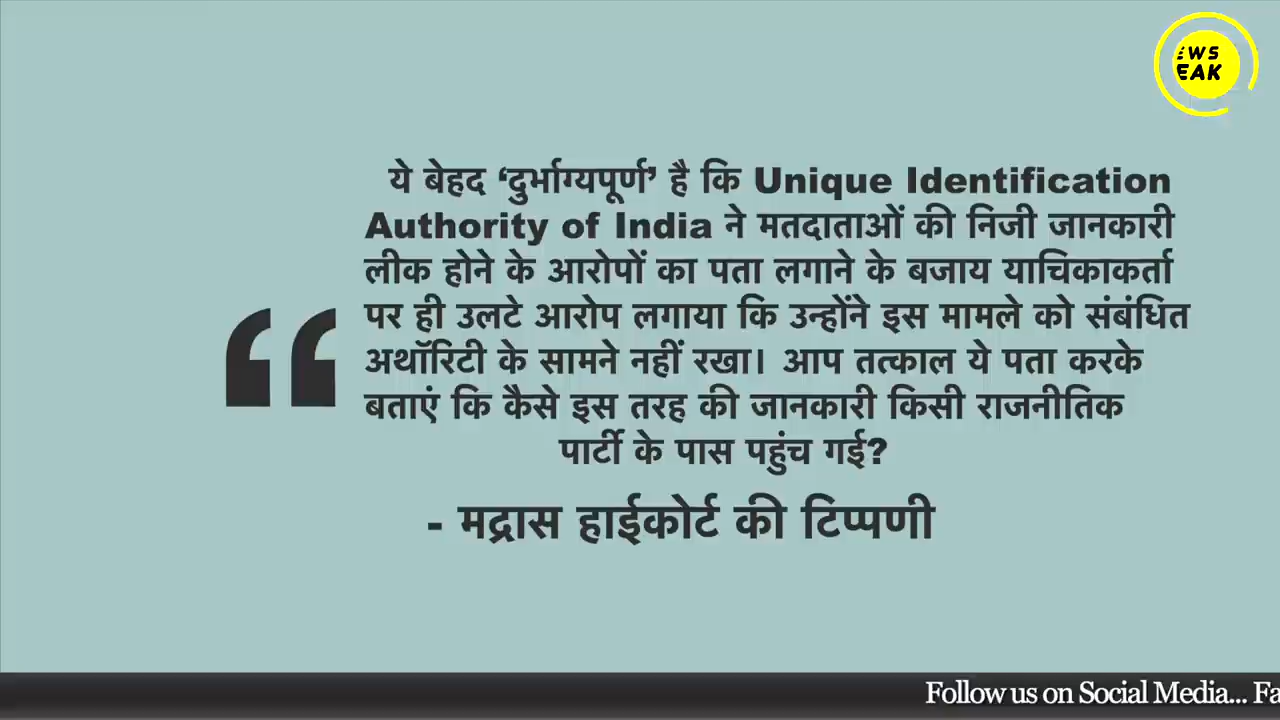 ये बेहद ‘दुर्भाग्यपूर्ण’ है कि Unique Identification
Authority of India ने मतदाताओं की निजी जानकारी
लीक होने के आरोपों का पता लगाने के बजाय याचिकाकर्ता
पर ही उलटे आरोप लगाया कि उन्होंने इस मामले को संबंधित
अथॉरिटी के सामने नहीं रखा। आप तत्काल ये पता करके
बताएं कि कैसे इस तरह की जानकारी किसी राजनीतिक
पार्टी के पास पहुंच गई?
- मद्रास हाईकोर्ट की टिप्पणी
Follow us on Social Media... Fa